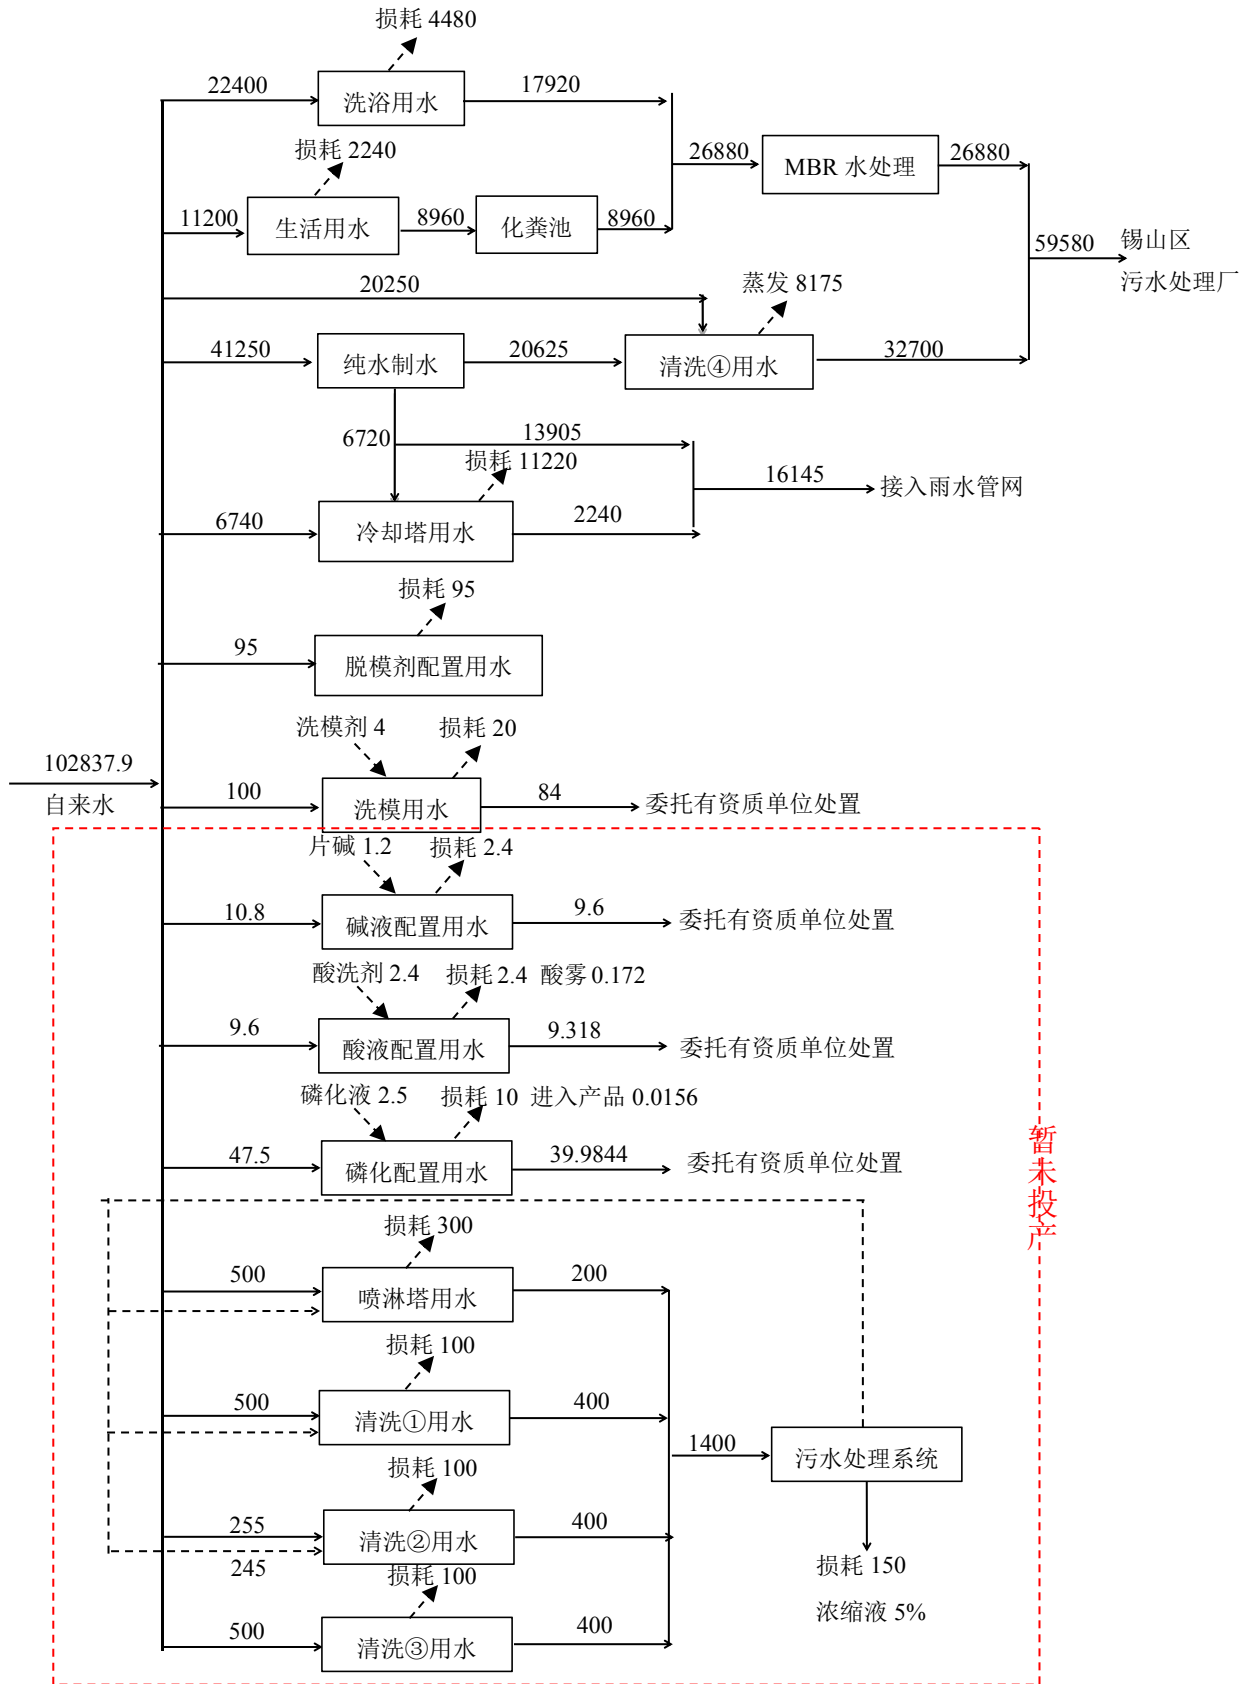 损耗 4480
22400
洗浴用水
17920
损耗 2240
26880
MBR 水处理
26880
11200
生活用水
8960
化粪池
8960
59580
锡山区
污水处理厂
20250
蒸发 8175
41250
纯水制水
20625
清洗④用水
32700
6720
13905
损耗 11220
16145
接入雨水管网
6740
冷却塔用水
2240
损耗 95
95
脱模剂配置用水
洗模剂 4
损耗 20
102837.9
自来水
100
洗模用水
84
委托有资质单位处置
片碱 1.2
损耗 2.4
10.8
碱液配置用水
9.6
委托有资质单位处置
酸洗剂 2.4
损耗 2.4
酸雾 0.172
9.6
酸液配置用水
9.318
委托有资质单位处置
磷化液 2.5
损耗 10
进入产品 0.0156
47.5
磷化配置用水
39.9844
委托有资质单位处置
暂未投产
损耗 300
500
喷淋塔用水
200
损耗 100
500
清洗①用水
400
1400
污水处理系统
损耗 100
255
清洗②用水
400
245
损耗 100
损耗 150
浓缩液 5%
500
清洗③用水
400